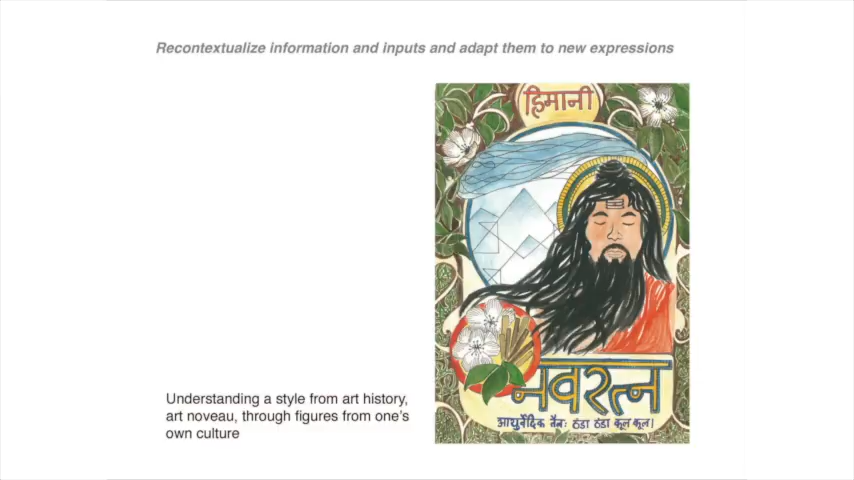 Recontextualize information and inputs and adapt them to new expressions
हिमानी
Understanding a style from art history,
art noveau, through figures from one's
own culture
नवरत्न
आयुर्वेदिक तैलः ठंडा ठंडा कूल कूल।